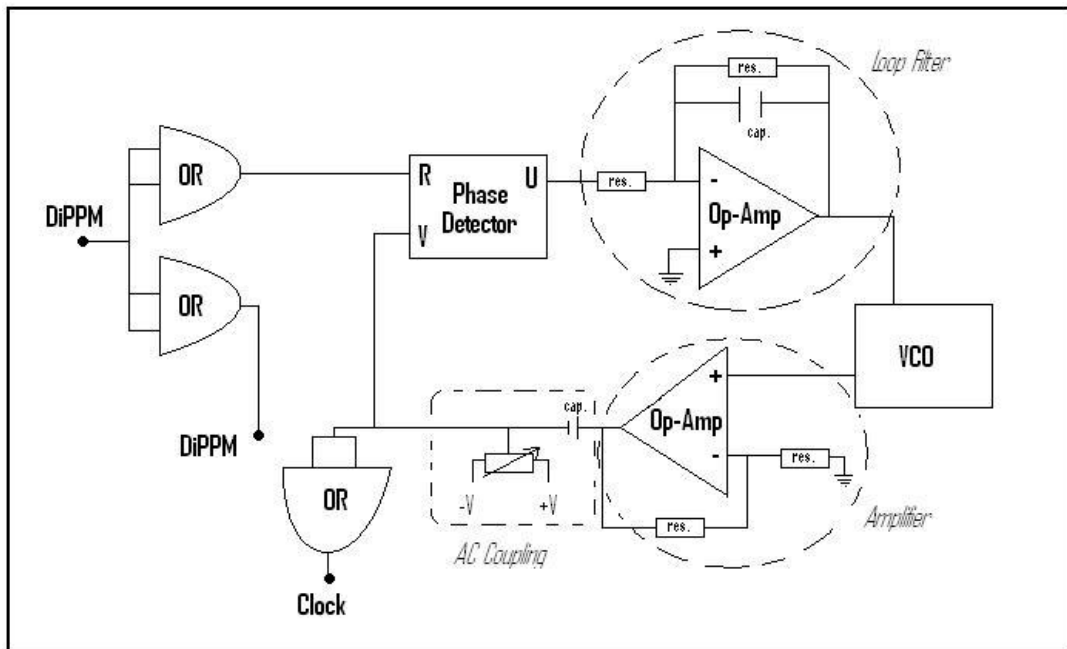 Loop Filter
res.
cap.
OR
R
Phase
Detector
U
V
res.
-
Op-Amp
+
DiPPM
OR
VCO
DiPPM
cap.
+
Op-Amp
-
res.
-V
+V
AC Coupling
res.
Amplifier
OR
Clock